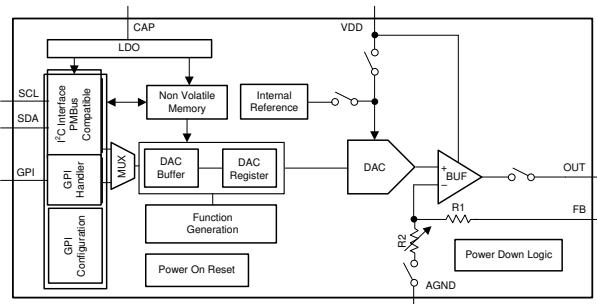 CAP
VDD
LDO
SCL
SDA
GPI
I²C Interface
PMBus
Compatible
GPI
Handler
GPI
Configuration
MUX
Non Volatile
Memory
Internal
Reference
DAC
Buffer
DAC
Register
DAC
+
BUF
−
OUT
R1
FB
R2
AGND
Function
Generation
Power On Reset
Power Down Logic